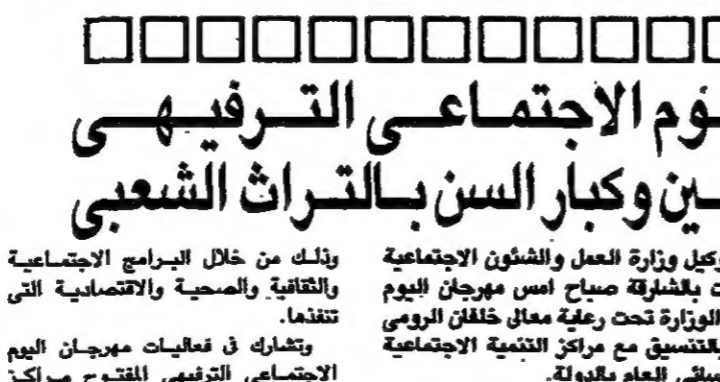 ـوم الاجتماعى الترفيهى
ـين وكبار السن بالتراث الشعبى
وكيل وزارة العمل والشئون الاجتماعية
بالشارقة صباح امس مهرجان اليوم
الوزارة تحت رعاية معالى خلفان الرومى
بالتنسيق مع مراكز التنمية الاجتماعية
العام بالدولة.
وذلك من خلال البرامج الاجتماعية
والثقافية والصحية والاقتصادية التى
تنفذها.
وتشارك فى فعاليات مهرجان اليوم
الاجتماعى الترفيهى المفتوح مراكز